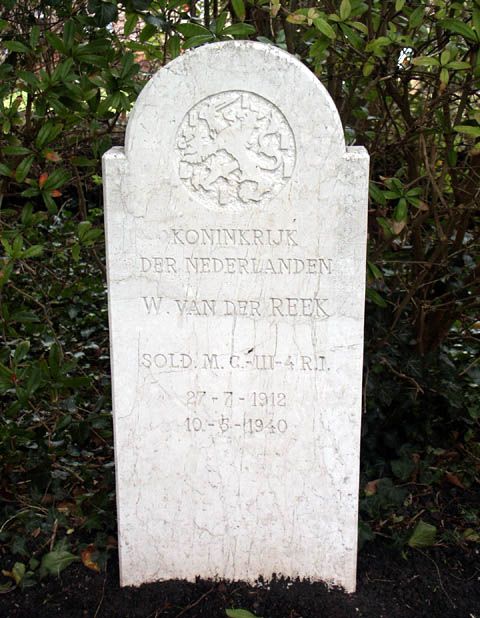 KONINKRIJK
DER NEDERLANDEN
W. VAN DER REEK
SOLD. M. C.-III-4 R.I.
27-7-1912
10-5-1940